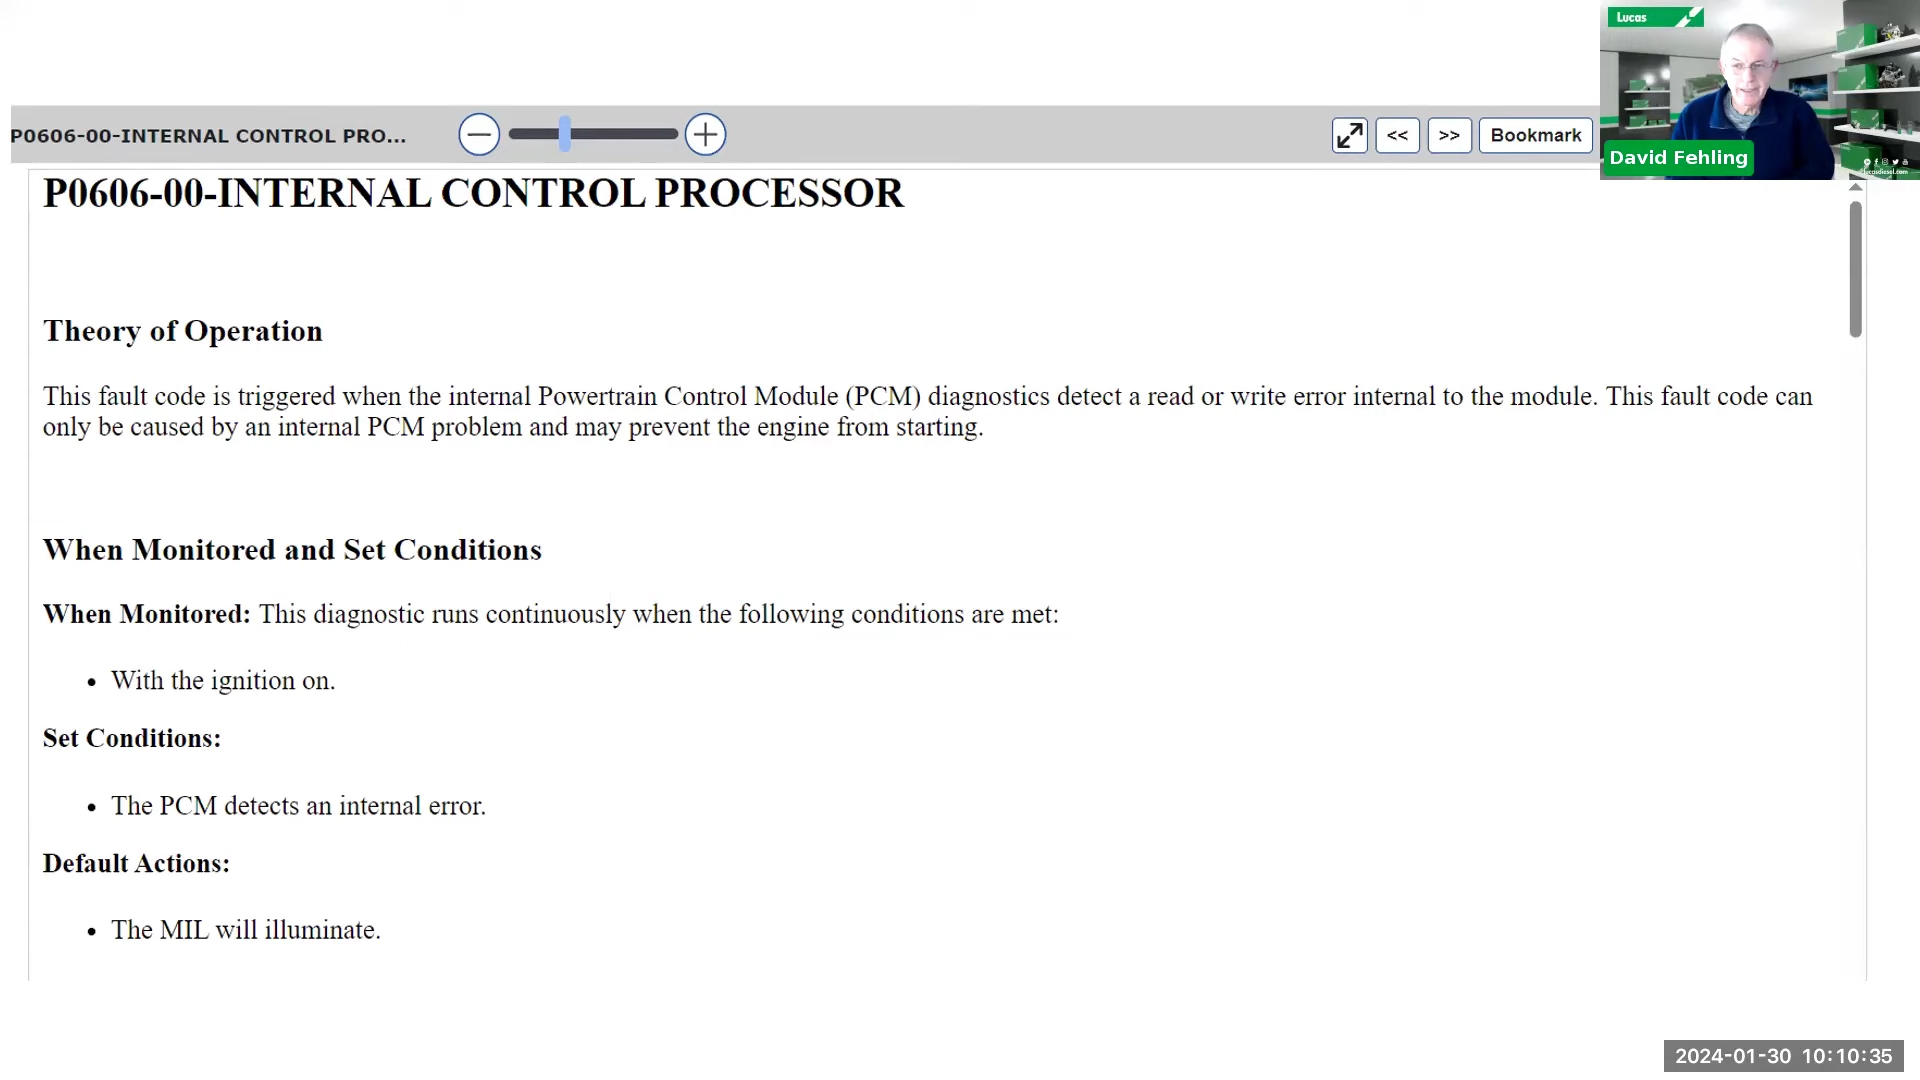 Lucas
P0606-00-INTERNAL CONTROL PRO...
<<
>>
Bookmark
David Fehling
P0606-00-INTERNAL CONTROL PROCESSOR
Theory of Operation
This fault code is triggered when the internal Powertrain Control Module (PCM) diagnostics detect a read or write error internal to the module. This fault code can
only be caused by an internal PCM problem and may prevent the engine from starting.
When Monitored and Set Conditions
When Monitored: This diagnostic runs continuously when the following conditions are met:
• With the ignition on.
Set Conditions:
• The PCM detects an internal error.
Default Actions:
• The MIL will illuminate.
2024-01-30 10:10:35